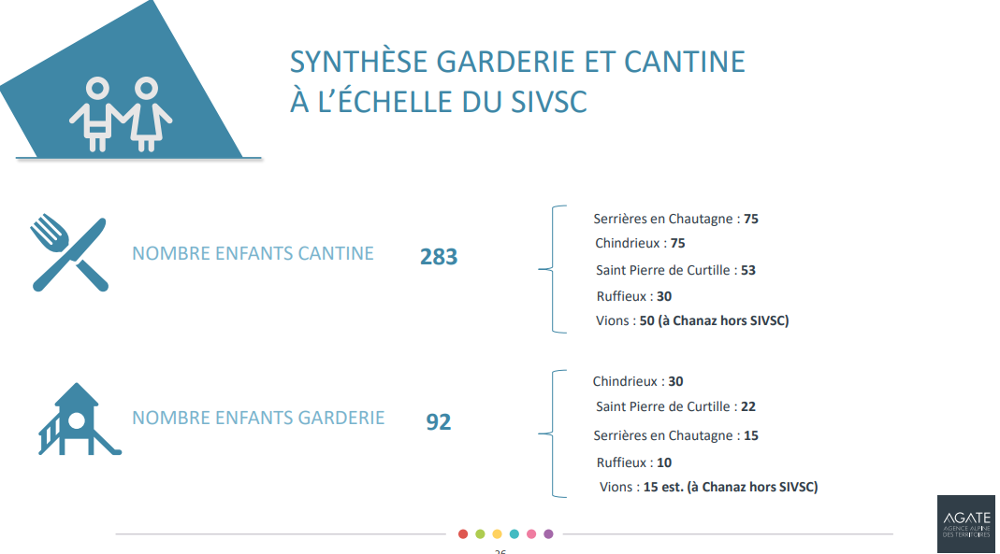 SYNTHÈSE GARDERIE ET CANTINE
À L'ÉCHELLE DU SIVSC
NOMBRE ENFANTS CANTINE
283
Serrières en Chautagne : 75
Chindrieux : 75
Saint Pierre de Curtille : 53
Ruffieux : 30
Vions : 50 (à Chanaz hors SIVSC)
NOMBRE ENFANTS GARDERIE
92
Chindrieux : 30
Saint Pierre de Curtille : 22
Serrières en Chautagne : 15
Ruffieux : 10
Vions : 15 est. (à Chanaz hors SIVSC)
AGATE
AGENCE ALPINE
DES TERRITOIRES
26